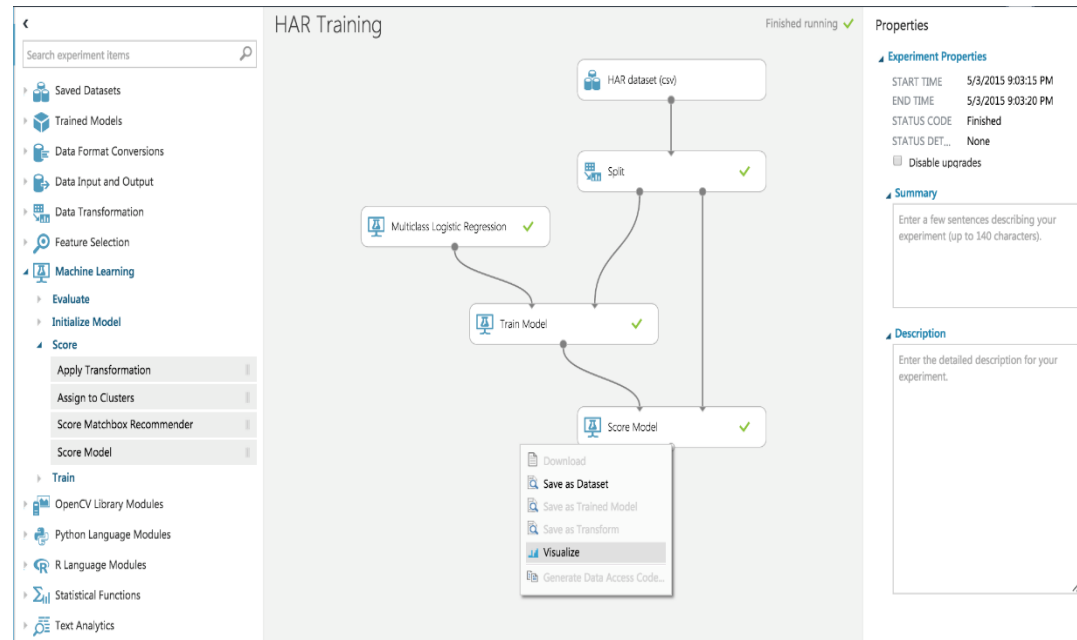 Search experiment items
Saved Datasets
Trained Models
Data Format Conversions
Data Input and Output
Data Transformation
Feature Selection
Machine Learning
Evaluate
Initialize Model
Score
Apply Transformation
Assign to Clusters
Score Matchbox Recommender
Score Model
Train
OpenCV Library Modules
Python Language Modules
R Language Modules
Statistical Functions
Text Analytics
HAR Training
Finished running
HAR dataset (csv)
Split
Multiclass Logistic Regression
Train Model
Score Model
Download
Save as Dataset
Save as Trained Model
Save as Transform
Visualize
Generate Data Access Code...
Properties
Experiment Properties
START TIME 5/3/2015 9:03:15 PM
END TIME 5/3/2015 9:03:20 PM
STATUS CODE Finished
STATUS DET... None
Disable upgrades
Summary
Enter a few sentences describing your
experiment (up to 140 characters).
Description
Enter the detailed description for your
experiment.